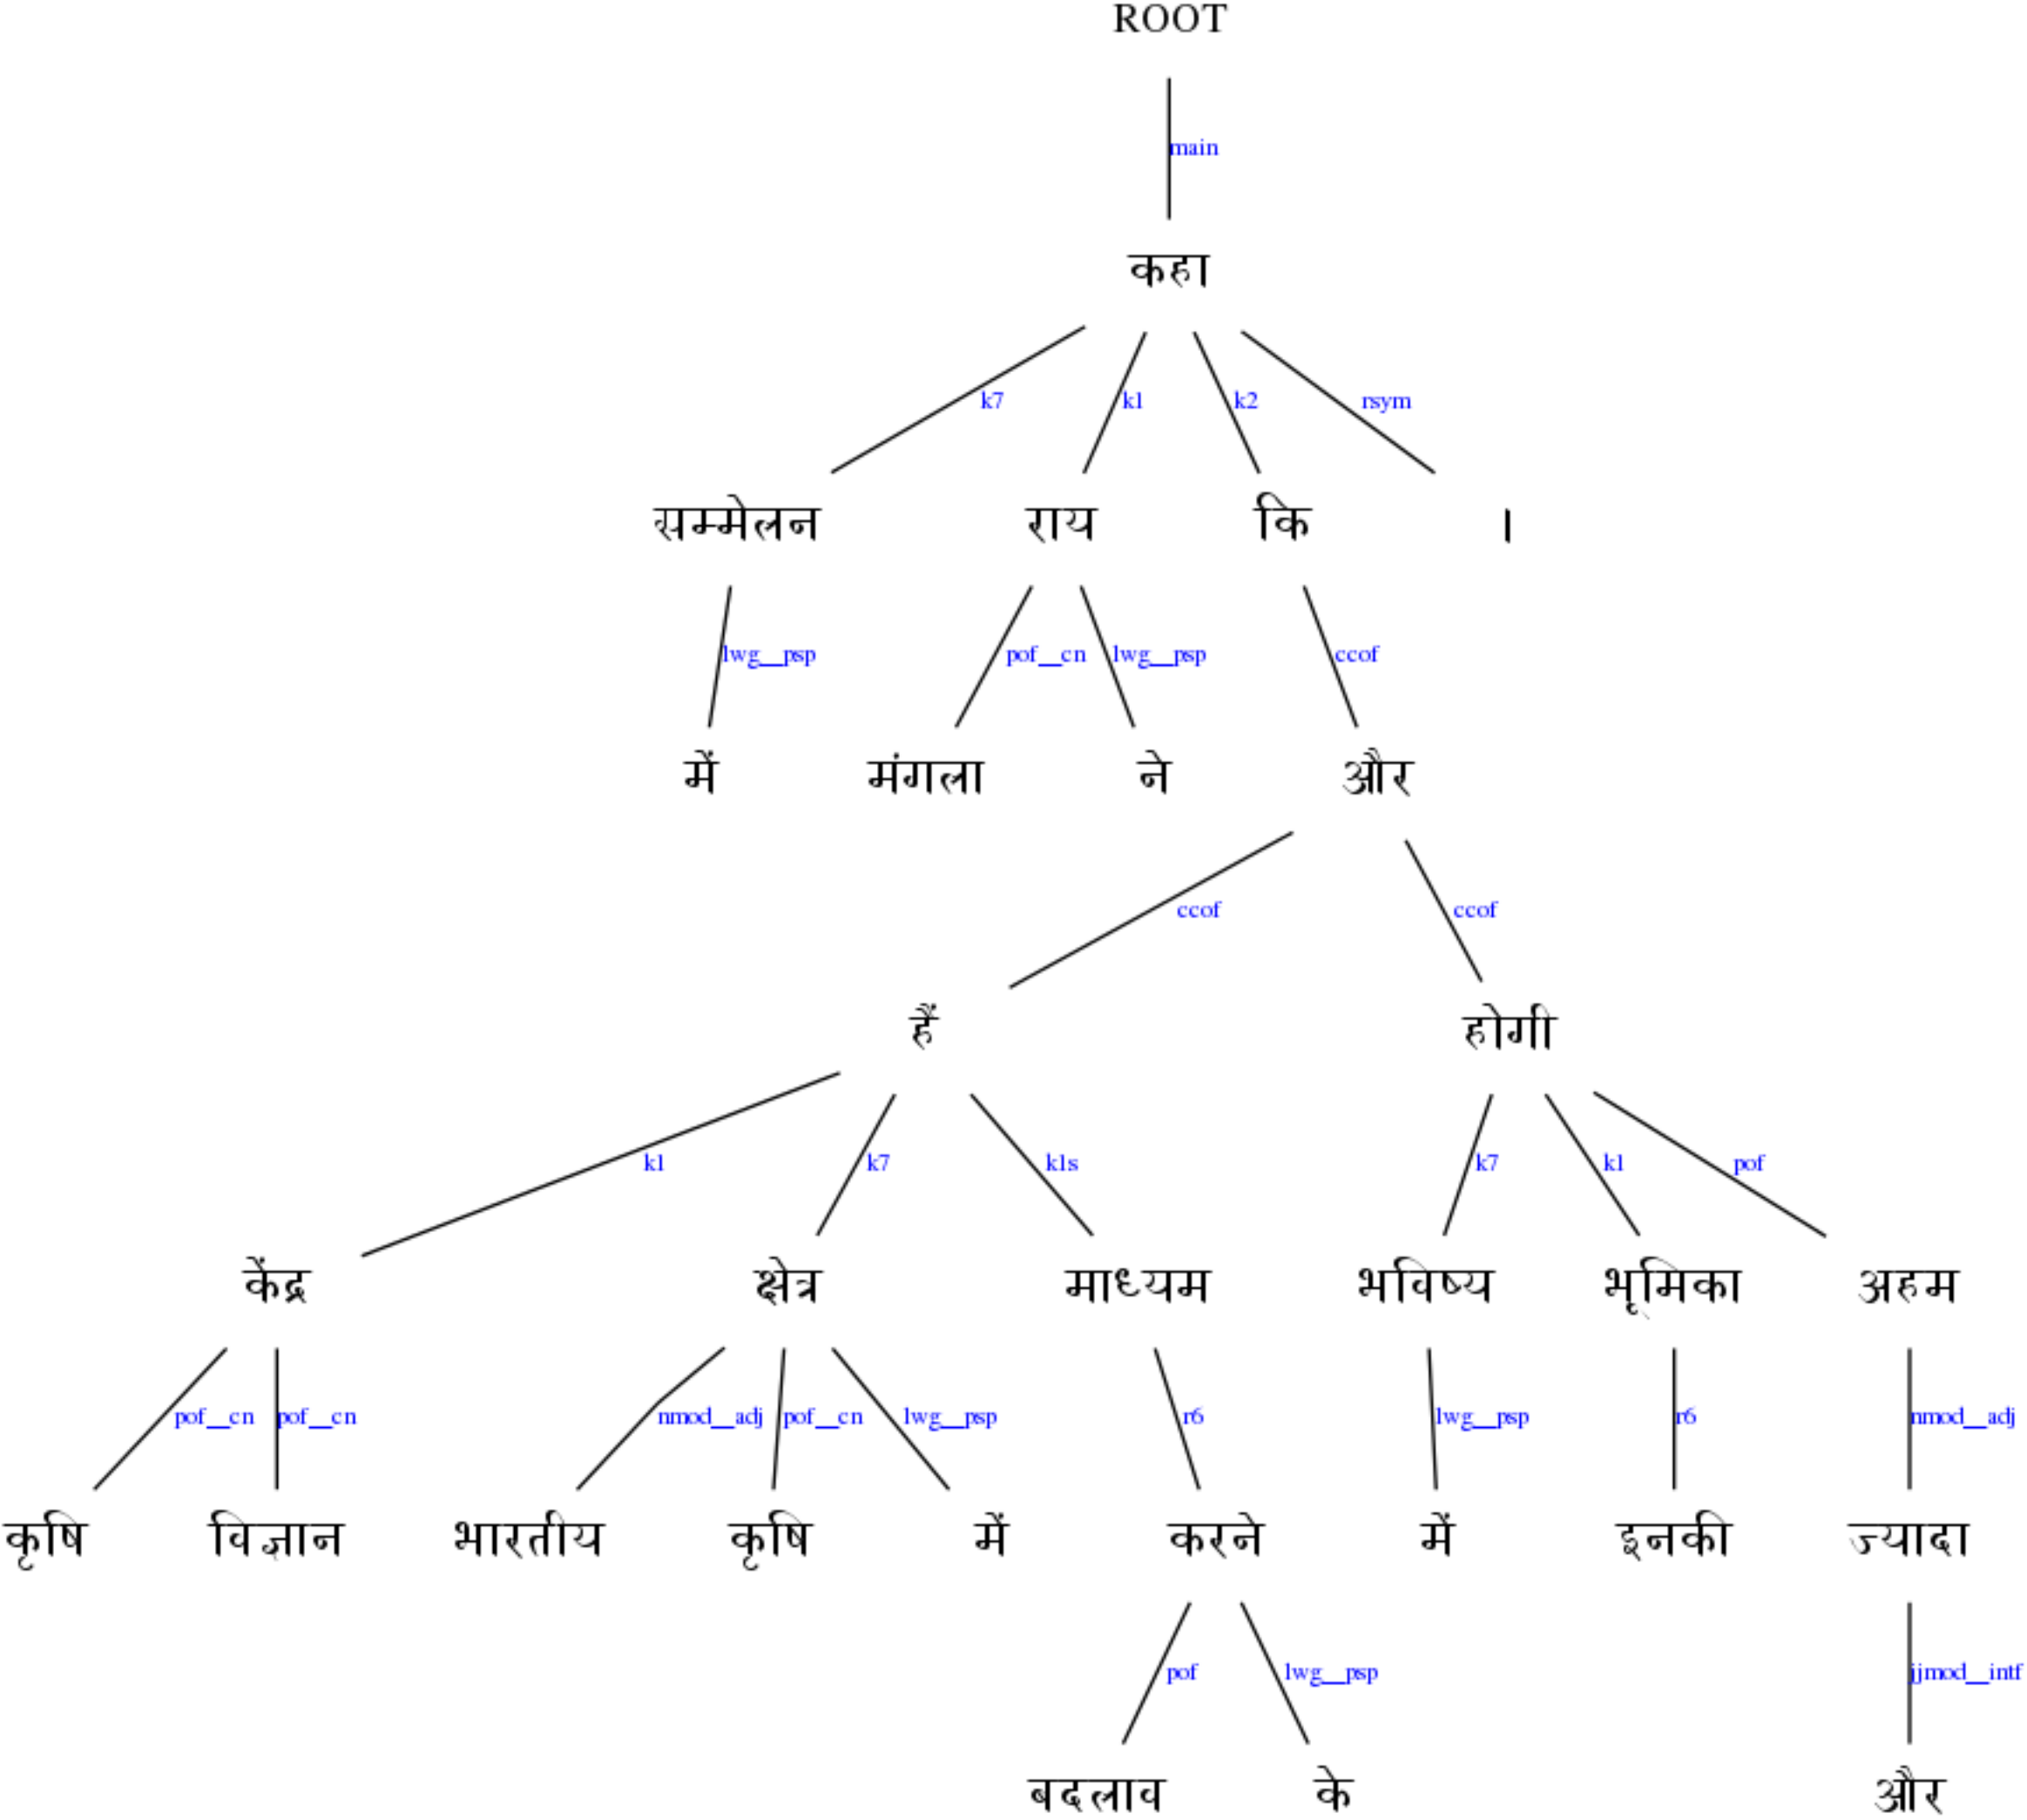 ROOT
main
कहा
k7 k1 k2 rsym
सम्मेलन राय कि ।
lwg__psp pof__cn lwg__psp ccof
में मंगला ने और
ccof ccof
हैं होगी
k1 k7 k1s k7 k1 pof
केंद्र क्षेत्र माध्यम भविष्य भूमिका अहम
pof__cn pof__cn nmod__adj pof__cn lwg__psp r6 lwg__psp r6 nmod__adj
कृषि विज्ञान भारतीय कृषि में करने में इनकी ज्यादा
pof lwg__psp jjmod__intf
बदलाव के और